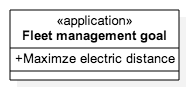 «application»
Fleet management goal
+Maximze electric distance